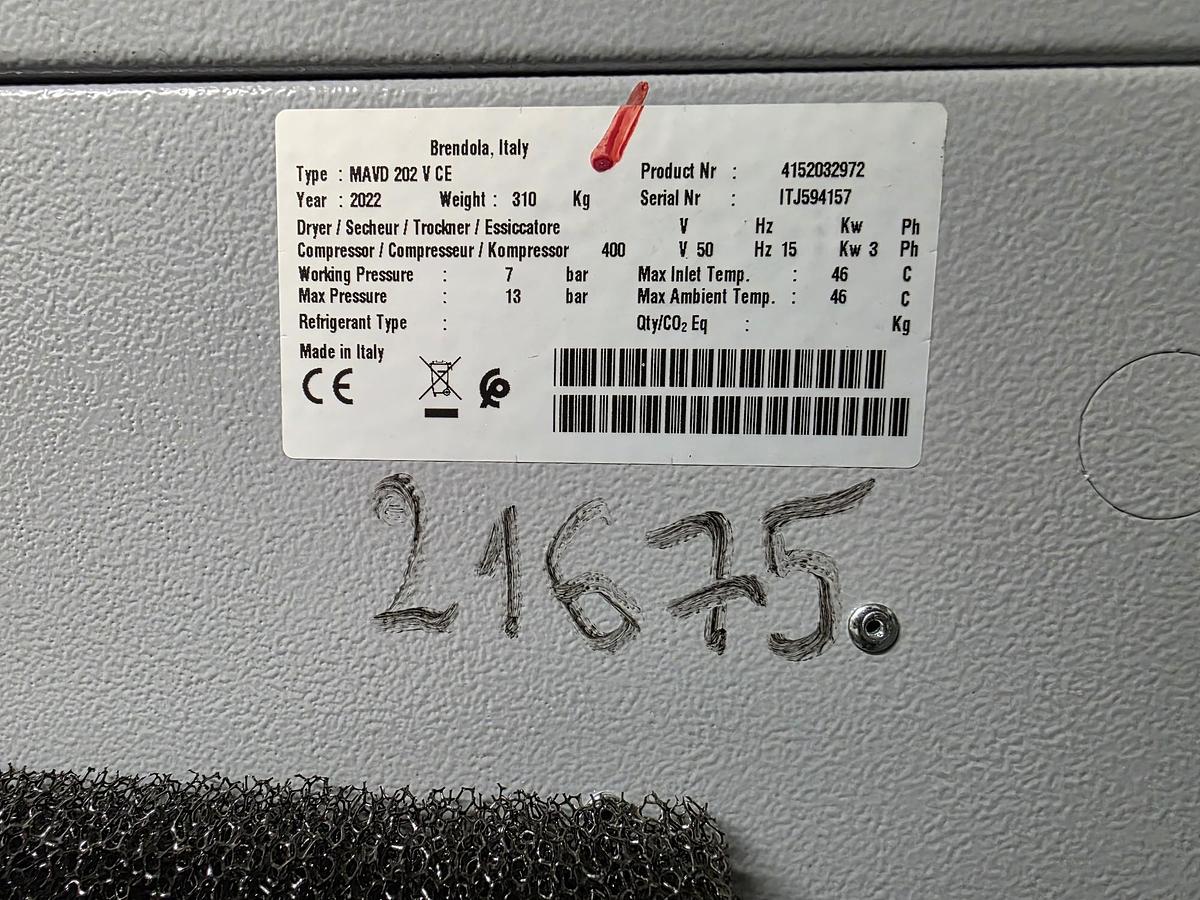 Brendola, Italy
Type : MAVD 202 V CE Product Nr : 4152032972
Year : 2022 Weight : 310 Kg Serial Nr : ITJ594157
Dryer / Secheur / Trockner / Essiccatore V Hz Kw Ph
Compressor / Compresseur / Kompressor 400 V 50 Hz 15 Kw 3 Ph
Working Pressure : 7 bar Max Inlet Temp. : 46 C
Max Pressure : 13 bar Max Ambient Temp. : 46 C
Refrigerant Type : Qty/CO₂ Eq : Kg
Made in Italy
CE
21675